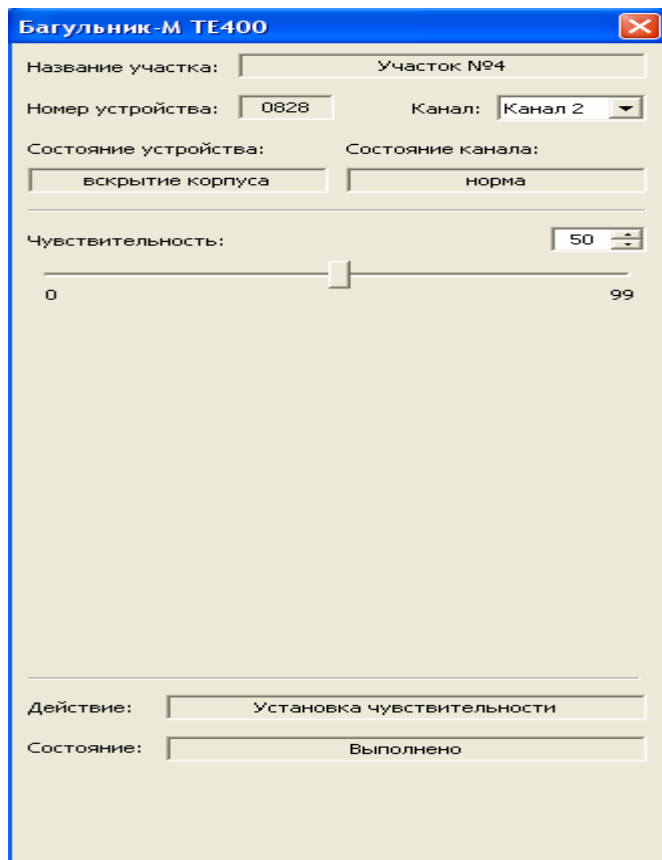 Багульник-М ТЕ400
Название участка: Участок №4
Номер устройства: 0828 Канал: Канал 2
Состояние устройства: Состояние канала:
вскрытие корпуса норма
Чувствительность: 50
0 99
Действие: Установка чувствительности
Состояние: Выполнено